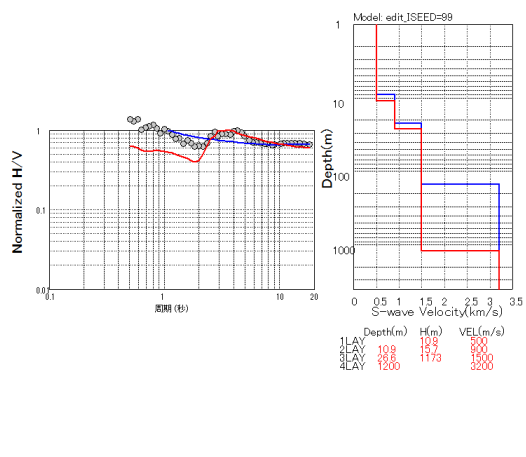 Model: edit_ISEED=99
1
10
100
1000
Depth(m)
0 0.5 1 1.5 2 2.5 3 3.5
S-wave Velocity(km/s)
Normalized H/V
1
0.1
0.01
0.1 1 10 20
周期(秒)
Depth(m) H(m) VEL(m/s)
1LAY 10.9 500
2LAY 10.9 15.7 900
3LAY 26.6 1173 1500
4LAY 1200 3200